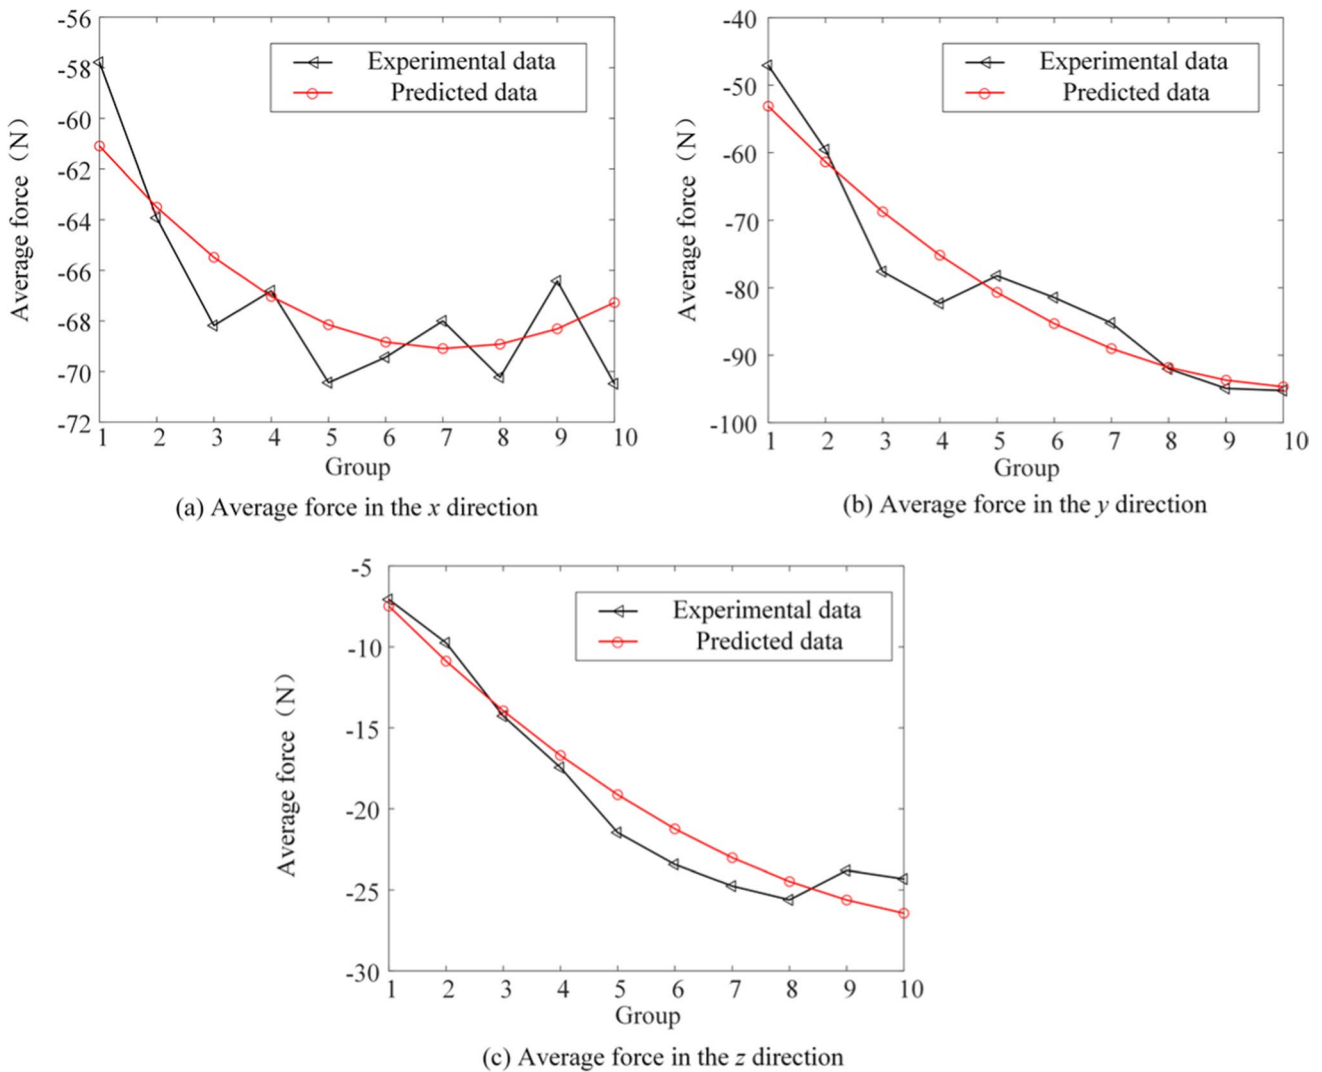 -56
-58
-60
-62
-64
-66
-68
-70
-72
Average force（N）
Experimental data
Predicted data
1 2 3 4 5 6 7 8 9 10
Group
(a) Average force in the x direction
-40
-50
-60
-70
-80
-90
-100
Average force（N）
Experimental data
Predicted data
1 2 3 4 5 6 7 8 9 10
Group
(b) Average force in the y direction
-5
-10
-15
-20
-25
-30
Average force（N）
Experimental data
Predicted data
1 2 3 4 5 6 7 8 9 10
Group
(c) Average force in the z direction